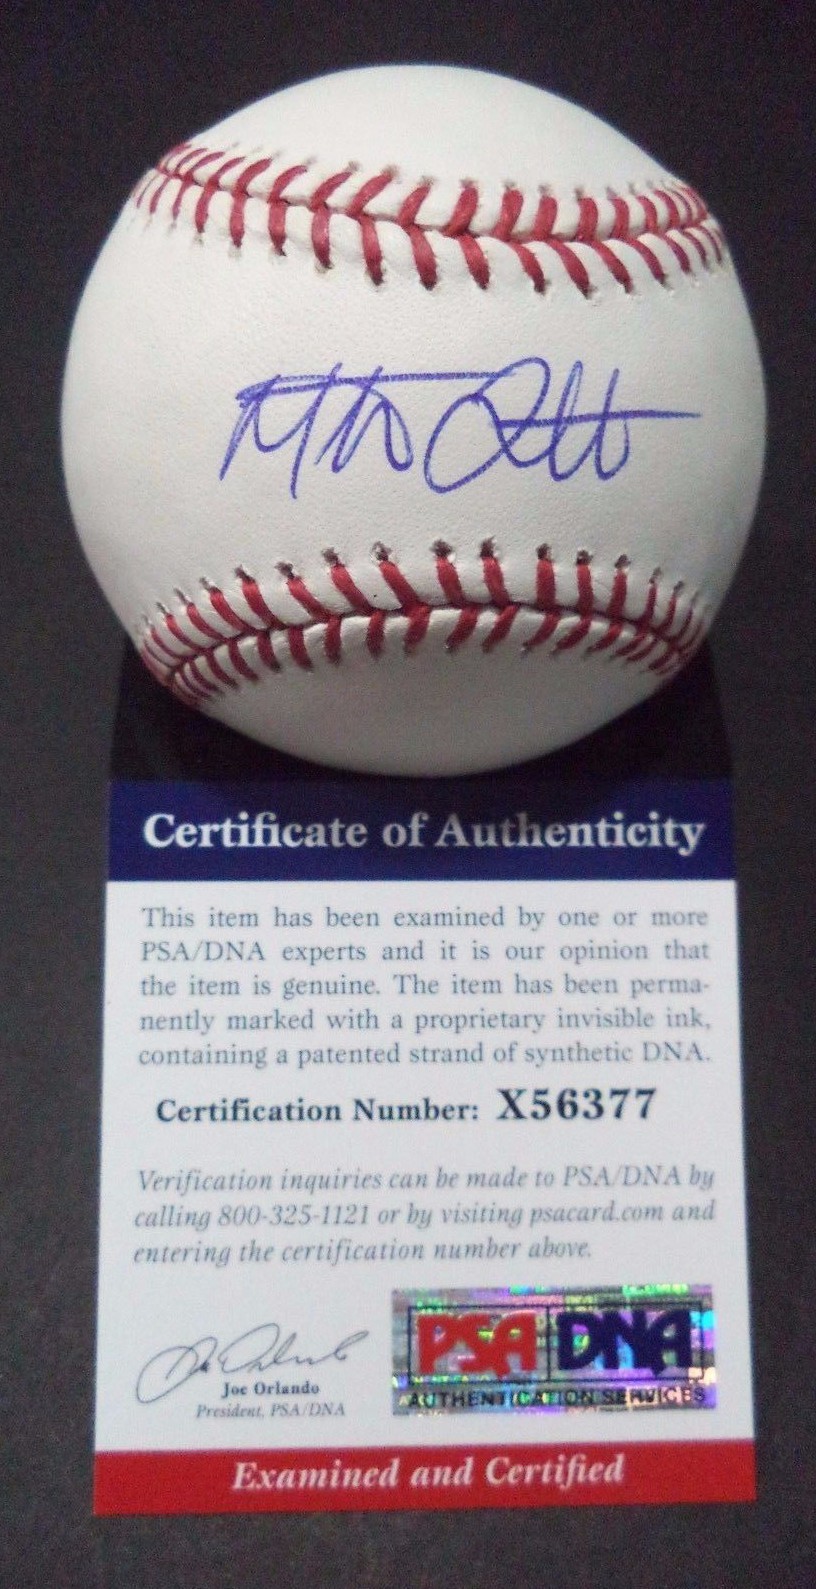 Certificate of Authenticity
This item has been examined by one or more
PSA/DNA experts and it is our opinion that
the item is genuine. The item has been perma-
nently marked with a proprietary invisible ink,
containing a patented strand of synthetic DNA.
Certification Number: X56377
Verification inquiries can be made to PSA/DNA by
calling 800-325-1121 or by visiting psacard.com and
entering the certification number above.
Joe Orlando
President, PSA/DNA
PSA DNA
AUTHENTICATION SERVICES
Examined and Certified